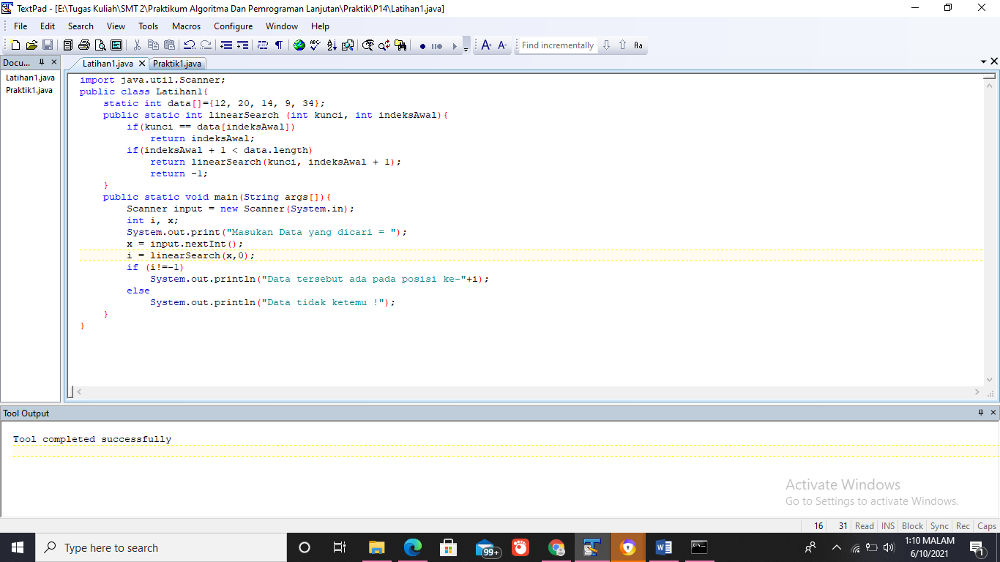 TextPad - [E:\Tugas Kuliah\SMT 2\Praktikum Algoritma Dan Pemrograman Lanjutan\Praktik\P14\Latihan1.java]
File Edit Search View Tools Macros Configure Window Help
A+ A- Find incrementally Aa
Docu...
Latihan1.java
Praktik1.java
Latihan1.java Praktik1.java
import java.util.Scanner;
public class Latihan1{
    static int data[]={12, 20, 14, 9, 34};
    public static int linearSearch (int kunci, int indeksAwal){
        if(kunci == data[indeksAwal])
            return indeksAwal;
        if(indeksAwal + 1 < data.length)
            return linearSearch(kunci, indeksAwal + 1);
            return -1;
    }
    public static void main(String args[]){
        Scanner input = new Scanner(System.in);
        int i, x;
        System.out.print("Masukan Data yang dicari = ");
        x = input.nextInt();
        i = linearSearch(x,0);
        if (i!=-1)
            System.out.println("Data tersebut ada pada posisi ke-"+i);
        else
            System.out.println("Data tidak ketemu !");
    }
}
Tool Output
Tool completed successfully
Activate Windows
Go to Settings to activate Windows.
16 31 Read INS Block Sync Rec Caps
Type here to search
99+
1:10 MALAM
6/10/2021
1